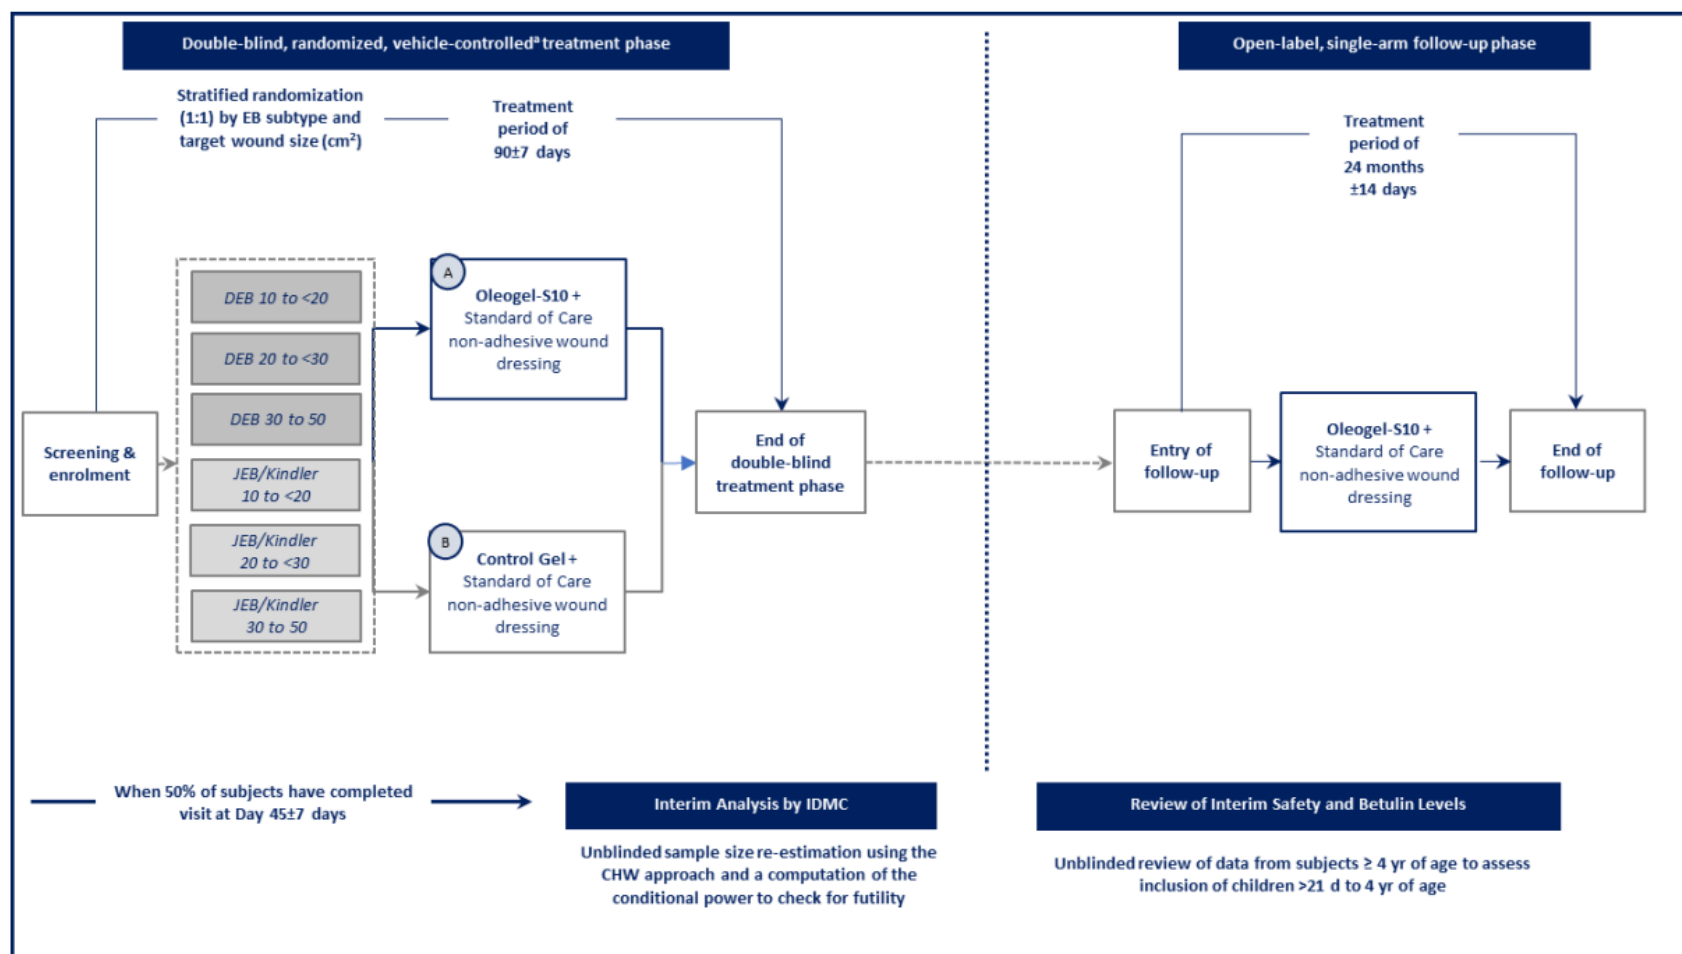 Double-blind, randomized, vehicle-controlledª treatment phase
Open-label, single-arm follow-up phase
Stratified randomization
(1:1) by EB subtype and
target wound size (cm²)
Treatment
period of
90±7 days
Treatment
period of
24 months
±14 days
Screening &
enrolment
DEB 10 to <20
DEB 20 to <30
DEB 30 to 50
JEB/Kindler
10 to <20
JEB/Kindler
20 to <30
JEB/Kindler
30 to 50
A
Oleogel-S10 +
Standard of Care
non-adhesive wound
dressing
B
Control Gel +
Standard of Care
non-adhesive wound
dressing
End of
double-blind
treatment phase
Entry of
follow-up
Oleogel-S10 +
Standard of Care
non-adhesive wound
dressing
End of
follow-up
When 50% of subjects have completed
visit at Day 45±7 days
Interim Analysis by IDMC
Unblinded sample size re-estimation using the
CHW approach and a computation of the
conditional power to check for futility
Review of Interim Safety and Betulin Levels
Unblinded review of data from subjects ≥ 4 yr of age to assess
inclusion of children >21 d to 4 yr of age